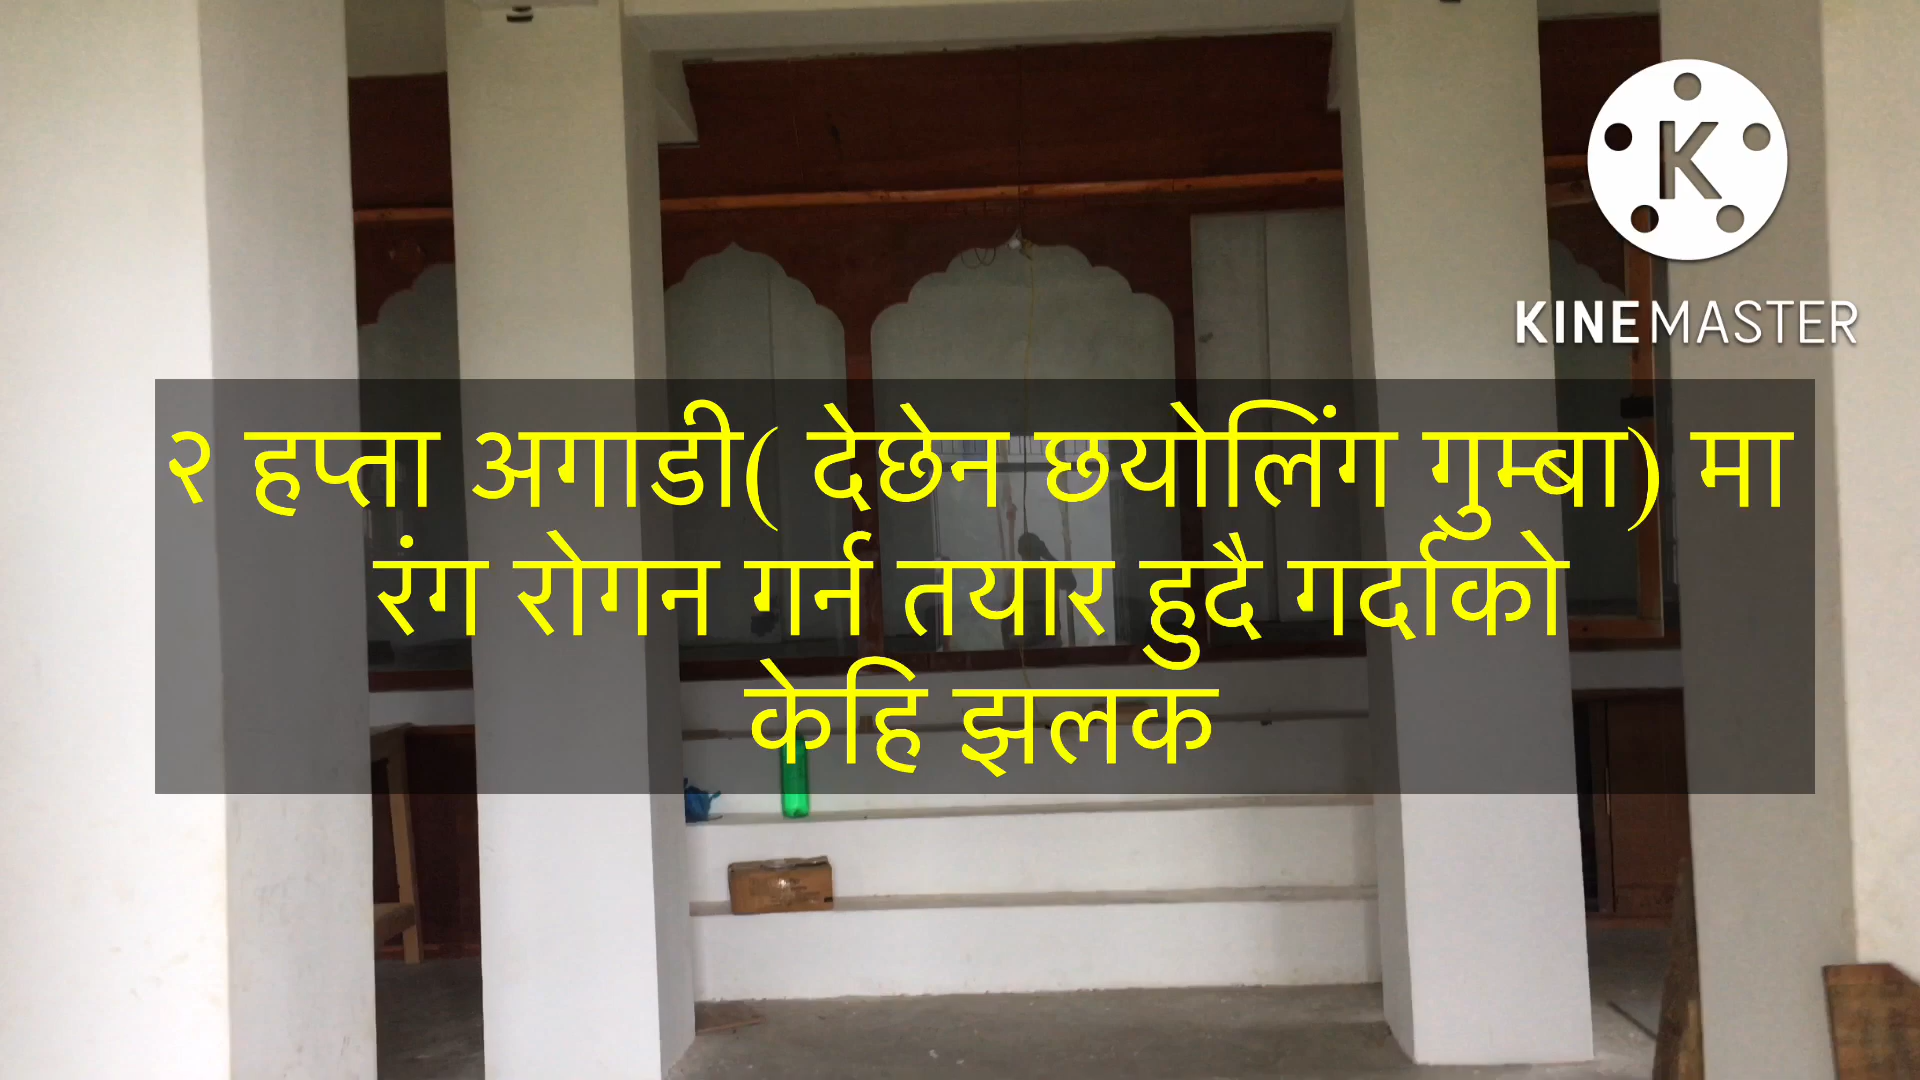 K
KINEMASTER
२ हप्ता अगाडी( देछेन छयोलिंग गुम्बा) मा
रंग रोगन गर्न तयार हुदै गर्दाको
केहि झलक